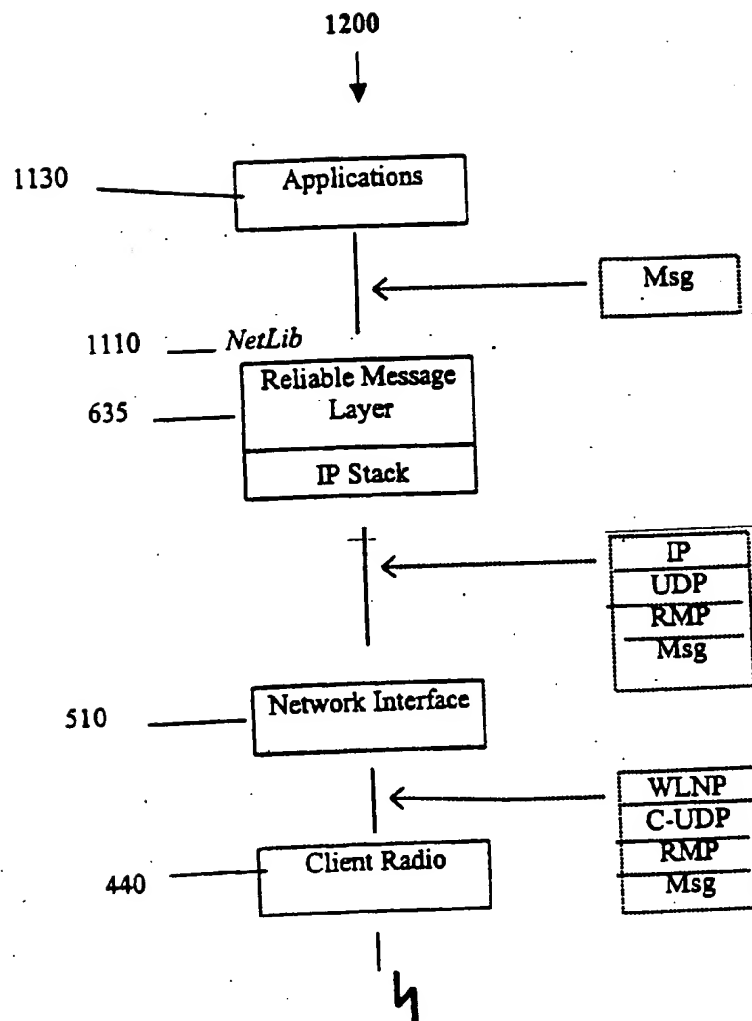 1200
1130
Applications
Msg
1110
NetLib
635
Reliable Message
Layer
IP Stack
IP
UDP
RMP
Msg
510
Network Interface
WLNP
C-UDP
RMP
Msg
440
Client Radio